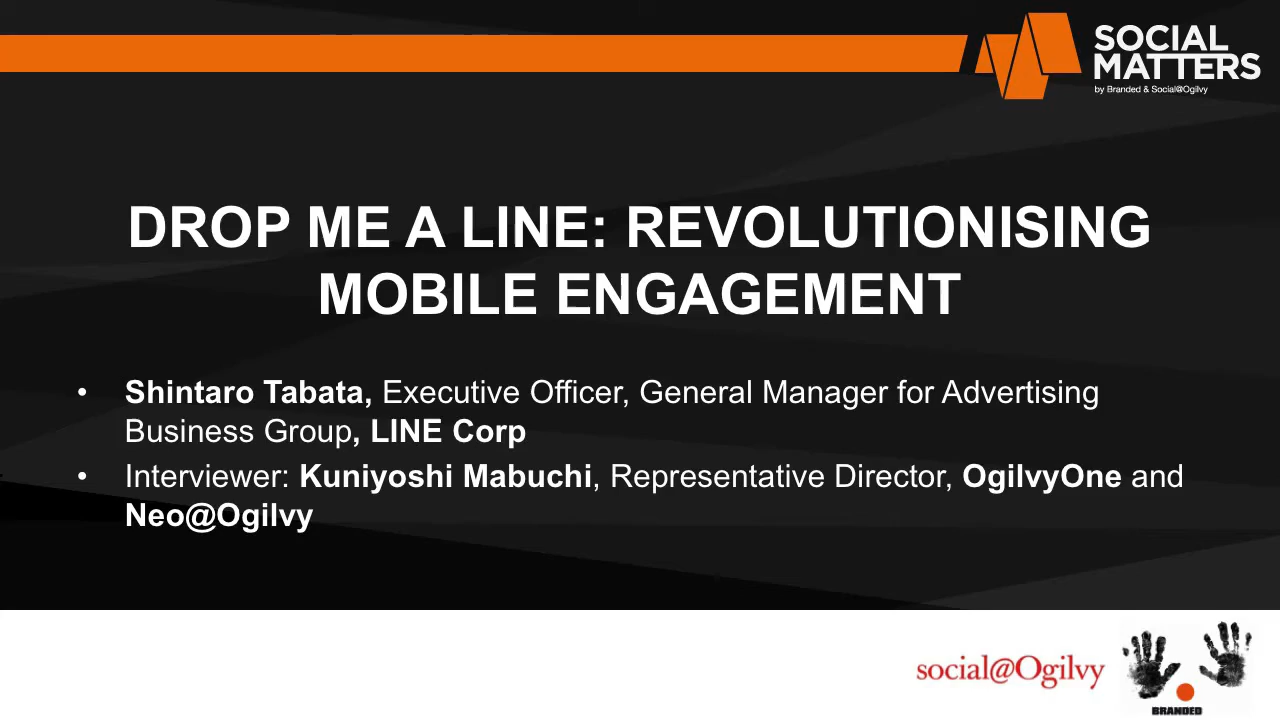 SOCIAL
MATTERS
by Branded & Social@Ogilvy
DROP ME A LINE: REVOLUTIONISING
MOBILE ENGAGEMENT
• Shintaro Tabata, Executive Officer, General Manager for Advertising
Business Group, LINE Corp
• Interviewer: Kuniyoshi Mabuchi, Representative Director, OgilvyOne and
Neo@Ogilvy
social@Ogilvy
BRANDED